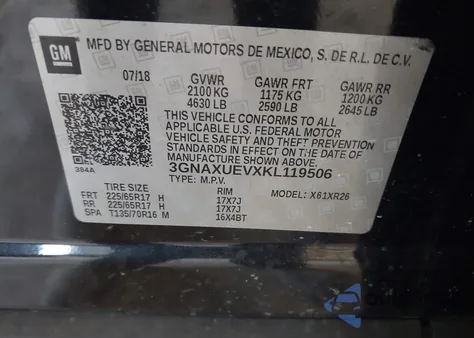 GM
MFD BY GENERAL MOTORS DE MEXICO, S. DE R.L. DE C.V.
07/18 GVWR GAWR FRT GAWR RR
2100 KG 1175 KG 1200 KG
4630 LB 2590 LB 2645 LB
THIS VEHICLE CONFORMS TO ALL
APPLICABLE U.S. FEDERAL MOTOR
VEHICLE SAFETY AND THEFT
PREVENTION STANDARDS IN EFFECT
ON THE DATE OF MANUFACTURE
SHOWN ABOVE.
384A
3GNAXUEVXKL119506
TYPE: M.P.V. MODEL: X61XR26
TIRE SIZE RIM
FRT 225/65R17 H 17X7J
RR 225/65R17 H 17X7J
SPA T135/70R16 M 16X4BT